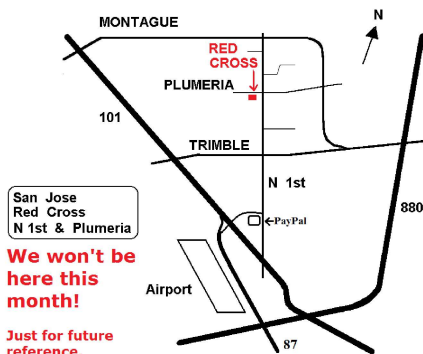 MONTAGUE
N
RED
CROSS
PLUMERIA
101
TRIMBLE
N 1st
880
San Jose
Red Cross
N 1st & Plumeria
PayPal
We won't be
here this
month!
Airport
Just for future
reference
87